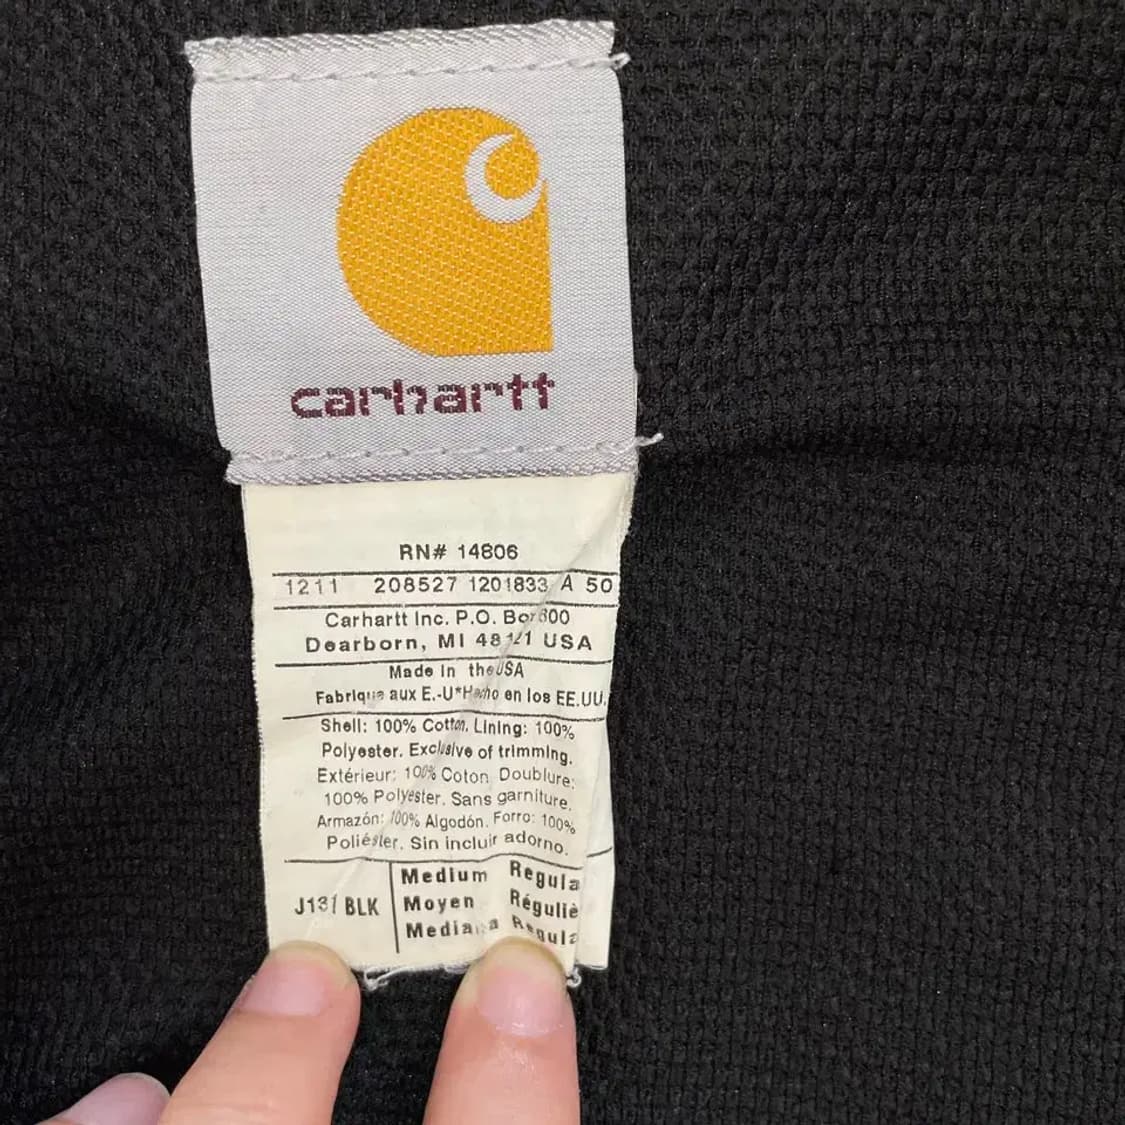 carhartt
RN# 14806
1211 208527 1201833 A 50
Carhartt Inc. P.O. Box 600
Dearborn, MI 48121 USA
Made in the USA
Fabriqué aux E.-U*Hecho en los EE.UU.
Shell: 100% Cotton. Lining: 100%
Polyester. Exclusive of trimming.
Extérieur: 100% Coton. Doublure:
100% Polyester. Sans garniture.
Armazón: 100% Algodón. Forro: 100%
Poliéster. Sin incluir adorno.
J131 BLK
Medium Regula
Moyen Réguliè
Mediana Regula